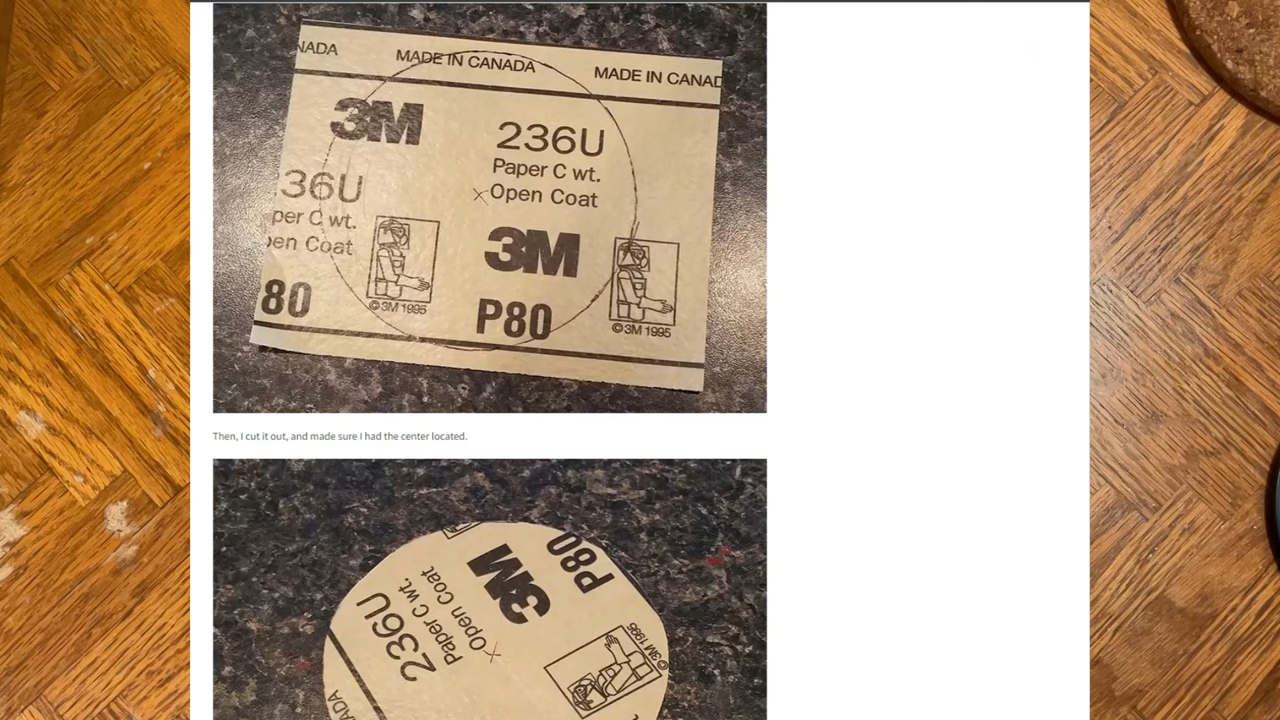 NADA MADE IN CANADA MADE IN CANAD
3M
236U
Paper C wt.
Open Coat
36U
per C wt.
en Coat
3M
80
©3M 1995
P80
©3M 1995
Then, I cut it out, and made sure I had the center located.
P80
3M
236U
Paper C wt.
Open Coat
©3M 1995
ADA